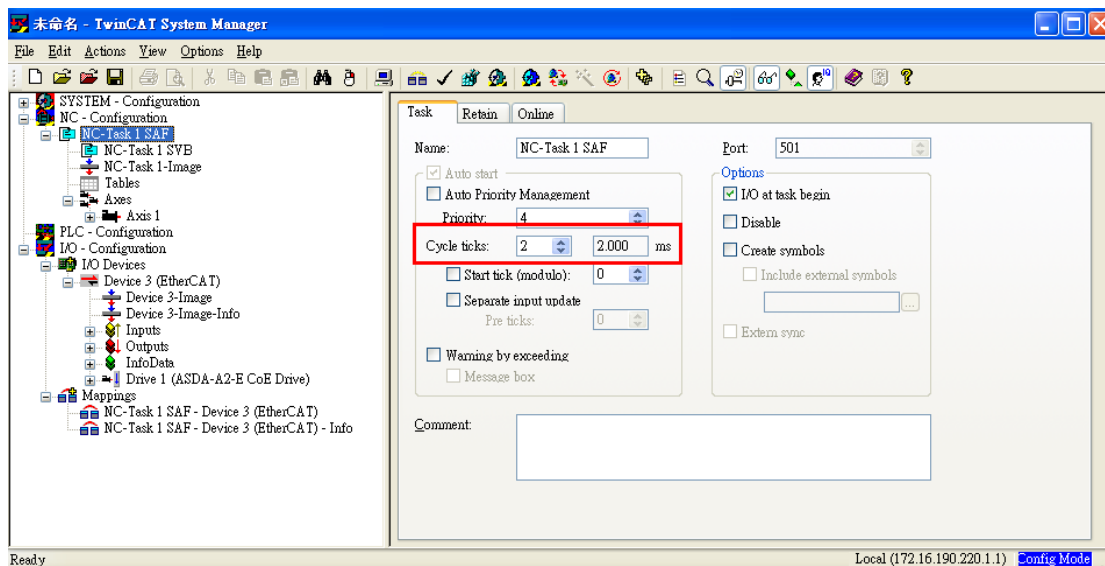 未命名 - TwinCAT System Manager
File Edit Actions View Options Help
SYSTEM - Configuration
NC - Configuration
NC-Task 1 SAF
NC-Task 1 SVB
NC-Task 1-Image
Tables
Axes
Axis 1
PLC - Configuration
I/O - Configuration
I/O Devices
Device 3 (EtherCAT)
Device 3-Image
Device 3-Image-Info
Inputs
Outputs
InfoData
Drive 1 (ASDA-A2-E CoE Drive)
Mappings
NC-Task 1 SAF - Device 3 (EtherCAT)
NC-Task 1 SAF - Device 3 (EtherCAT) - Info
Task Retain Online
Name: NC-Task 1 SAF Port: 501
Auto start
Auto Priority Management
Priority: 4
Cycle ticks: 2 2.000 ms
Start tick (modulo): 0
Separate input update
Pre ticks: 0
Warning by exceeding
Message box
Options
I/O at task begin
Disable
Create symbols
Include external symbols
...
Extern sync
Comment:
Ready Local (172.16.190.220.1.1) Config Mode